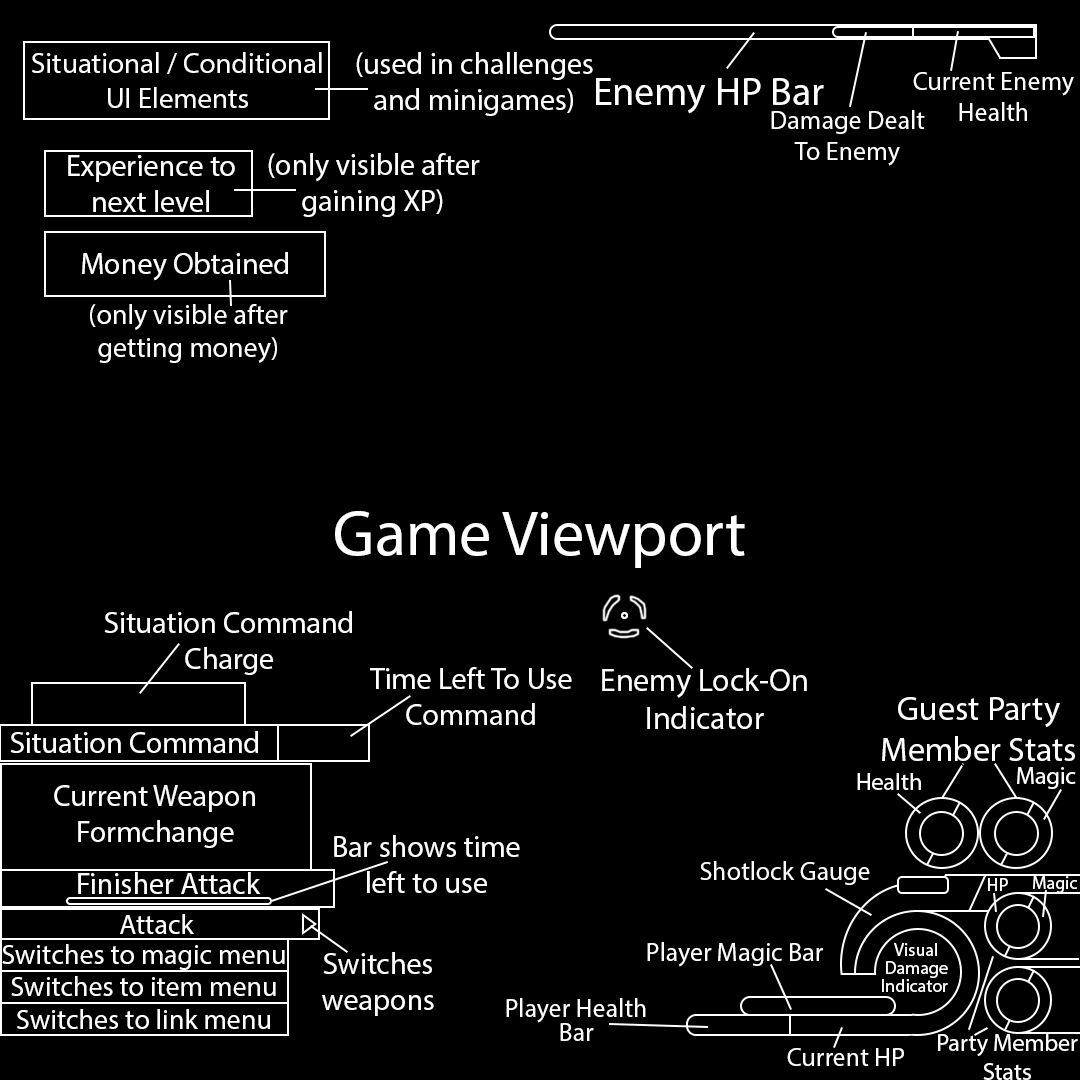 Situational / Conditional
UI Elements
(used in challenges
and minigames)
Enemy HP Bar
Damage Dealt
To Enemy
Current Enemy
Health
Experience to
next level
(only visible after
gaining XP)
Money Obtained
(only visible after
getting money)
Game Viewport
Situation Command
Charge
Time Left To Use
Command
Enemy Lock-On
Indicator
Guest Party
Member Stats
Health
Magic
Situation Command
Current Weapon
Formchange
Bar shows time
left to use
Finisher Attack
Attack
Switches
weapons
Switches to magic menu
Switches to item menu
Switches to link menu
Shotlock Gauge
HP
Magic
Player Magic Bar
Visual
Damage
Indicator
Player Health
Bar
Current HP
Party Member
Stats